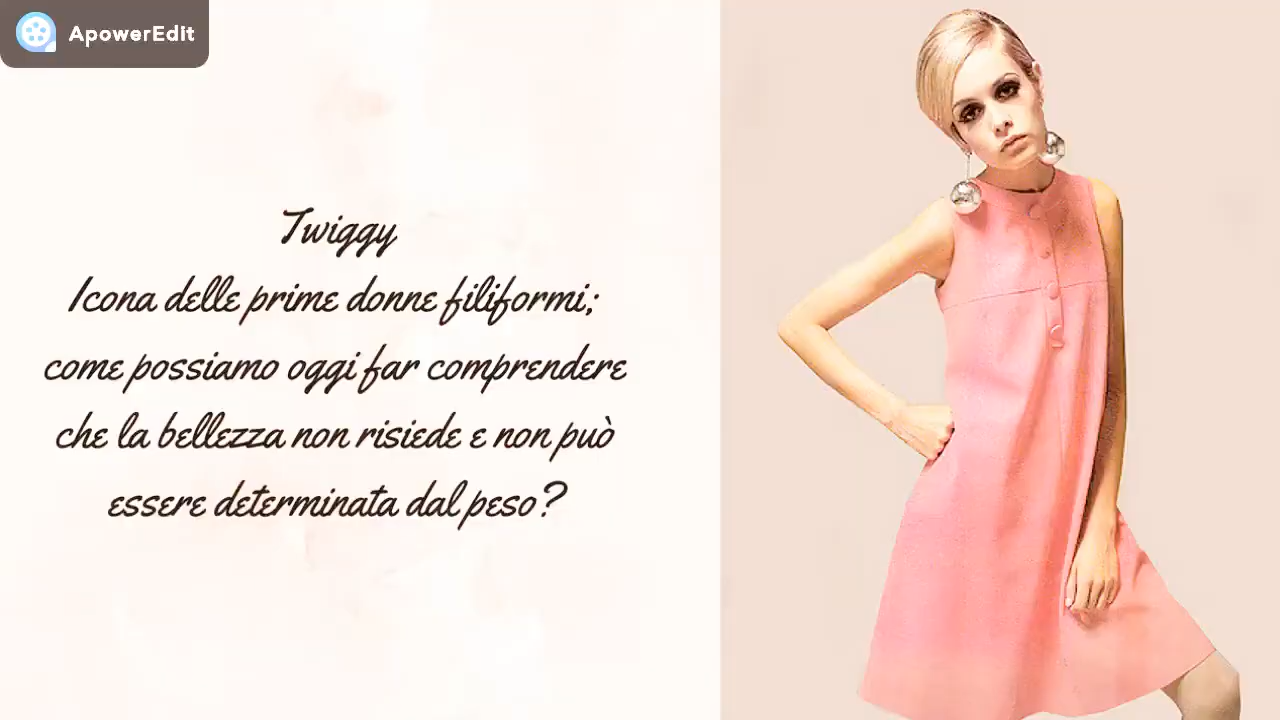 ApowerEdit
Twiggy
Icona delle prime donne filiformi;
come possiamo oggi far comprendere
che la bellezza non risiede e non può
essere determinata dal peso?